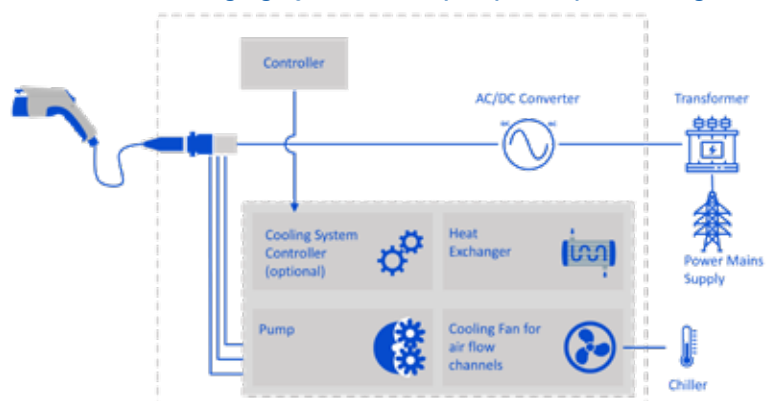 Controller
AC/DC Converter
Transformer
Cooling System
Controller
(optional)
Heat
Exchanger
Power Mains
Supply
Pump
Cooling Fan for
air flow
channels
Chiller